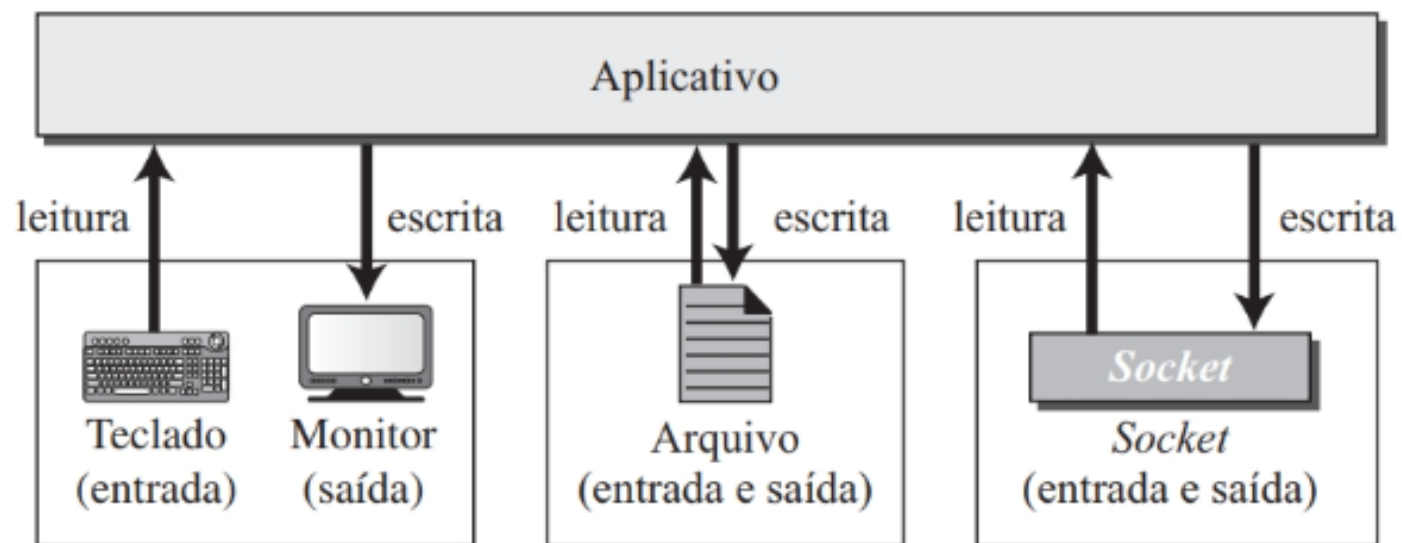 Aplicativo
leitura
escrita
leitura
escrita
leitura
escrita
Teclado
(entrada)
Monitor
(saída)
Arquivo
(entrada e saída)
Socket
Socket
(entrada e saída)